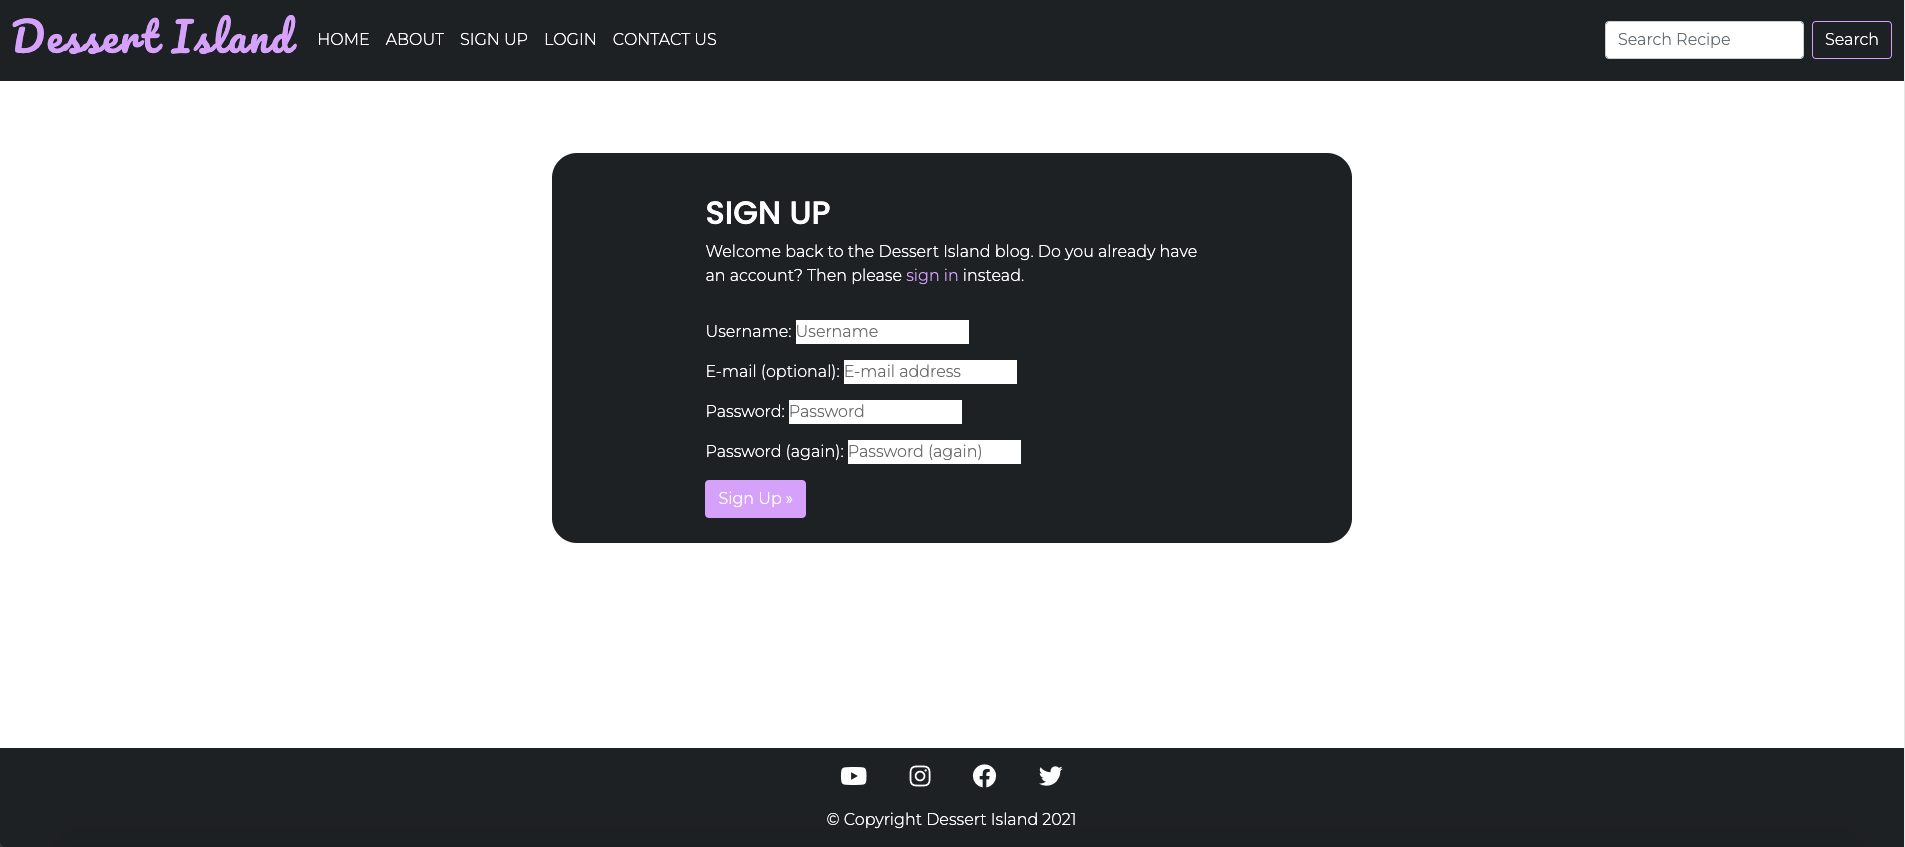 Dessert Island HOME ABOUT SIGN UP LOGIN CONTACT US Search Recipe Search
SIGN UP
Welcome back to the Dessert Island blog. Do you already have
an account? Then please sign in instead.
Username: Username
E-mail (optional): E-mail address
Password: Password
Password (again): Password (again)
Sign Up »
© Copyright Dessert Island 2021